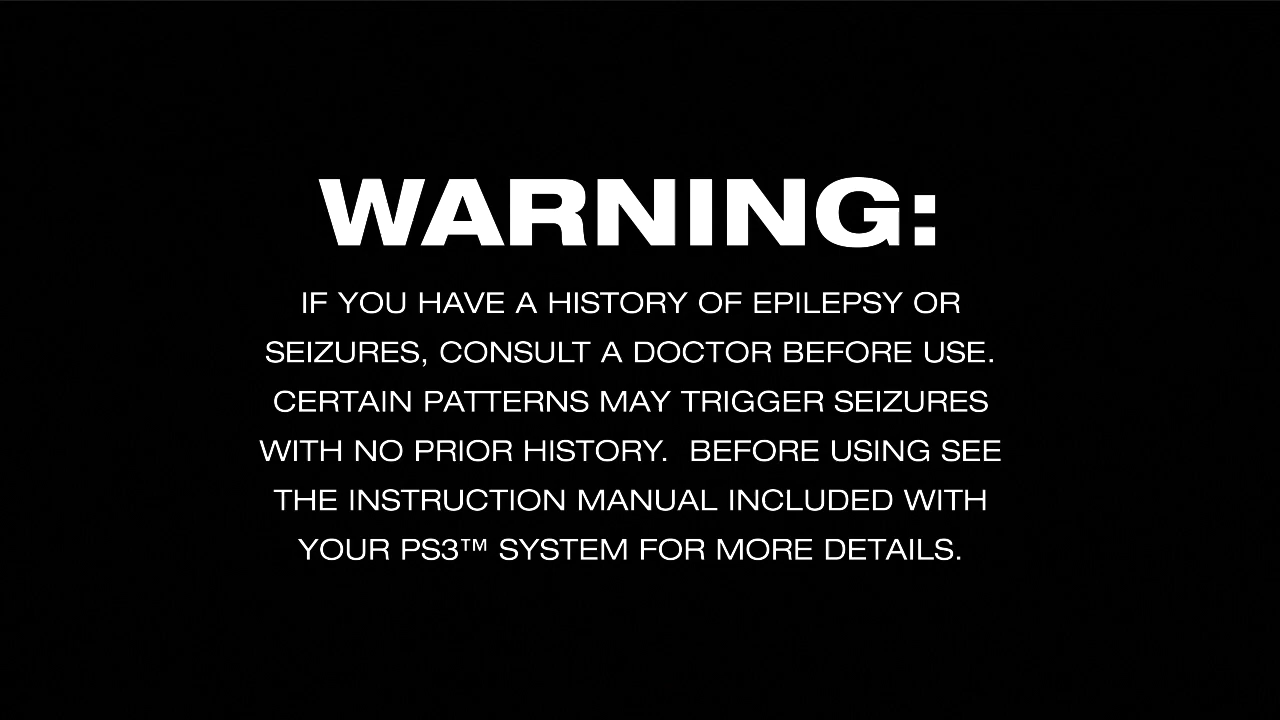 WARNING:
IF YOU HAVE A HISTORY OF EPILEPSY OR
SEIZURES, CONSULT A DOCTOR BEFORE USE.
CERTAIN PATTERNS MAY TRIGGER SEIZURES
WITH NO PRIOR HISTORY.  BEFORE USING SEE
THE INSTRUCTION MANUAL INCLUDED WITH
YOUR PS3™ SYSTEM FOR MORE DETAILS.